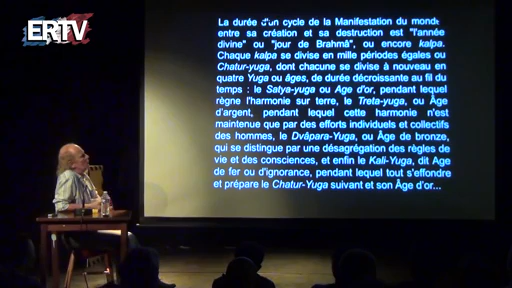 ERTV
La durée d'un cycle de la Manifestation du monde
entre sa création et sa destruction est "l'année
divine" ou "jour de Brahmâ", ou encore kalpa.
Chaque kalpa se divise en mille périodes égales ou
Chatur-yuga, dont chacune se divise à nouveau en
quatre Yuga ou âges, de durée décroissante au fil du
temps : le Satya-yuga ou Age d'or, pendant lequel
règne l'harmonie sur terre, le Treta-yuga, ou Âge
d'argent, pendant lequel cette harmonie n'est
maintenue que par des efforts individuels et collectifs
des hommes, le Dvâpara-Yuga, ou Âge de bronze,
qui se distingue par une désagrégation des règles de
vie et des consciences, et enfin le Kali-Yuga, dit Age
de fer ou d'ignorance, pendant lequel tout s'effondre
et prépare le Chatur-Yuga suivant et son Âge d'or...